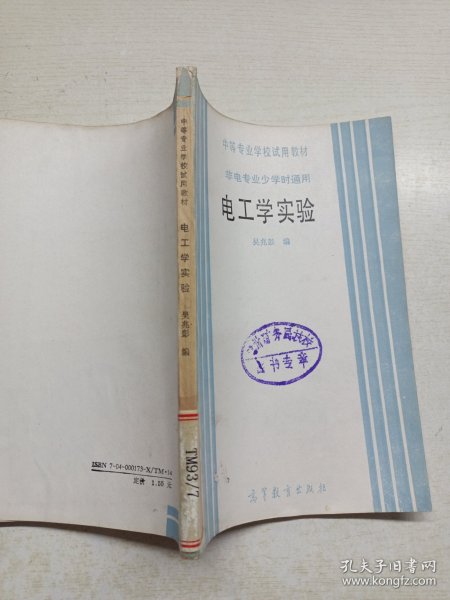 中等专业学校试用教材
非电专业少学时通用
电工学实验
吴兆彭 编
高等教育出版社
中等专业学校试用教材
电工学实验
吴兆彭 编
TM93/7
ISBN 7-04-000173-X/TM·14
定价 1.00 元
孔夫子旧书网
www.kongfz.com